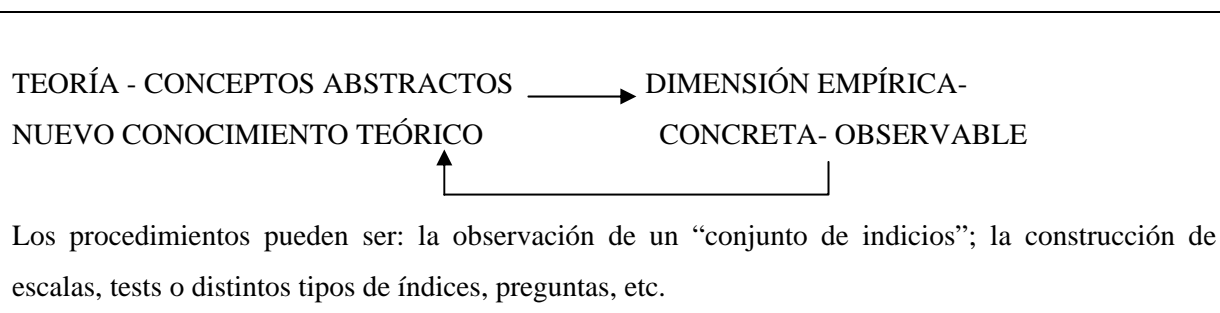 TEORÍA - CONCEPTOS ABSTRACTOS DIMENSIÓN EMPÍRICA-
NUEVO CONOCIMIENTO TEÓRICO CONCRETA- OBSERVABLE
Los procedimientos pueden ser: la observación de un “conjunto de indicios”; la construcción de
escalas, tests o distintos tipos de índices, preguntas, etc.